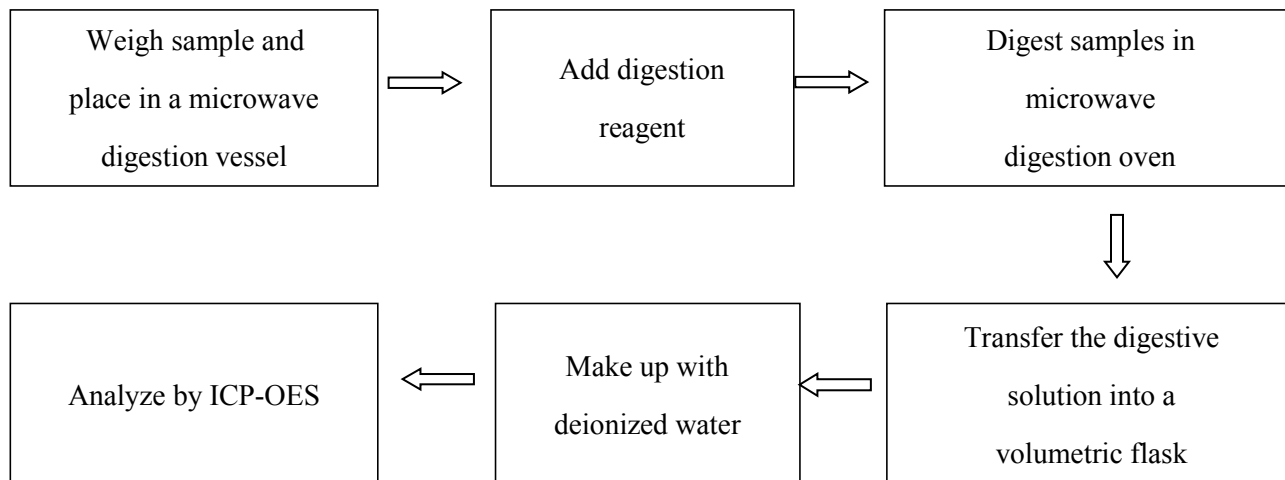 Weigh sample and
place in a microwave
digestion vessel
Add digestion
reagent
Digest samples in
microwave
digestion oven
Transfer the digestive
solution into a
volumetric flask
Make up with
deionized water
Analyze by ICP-OES